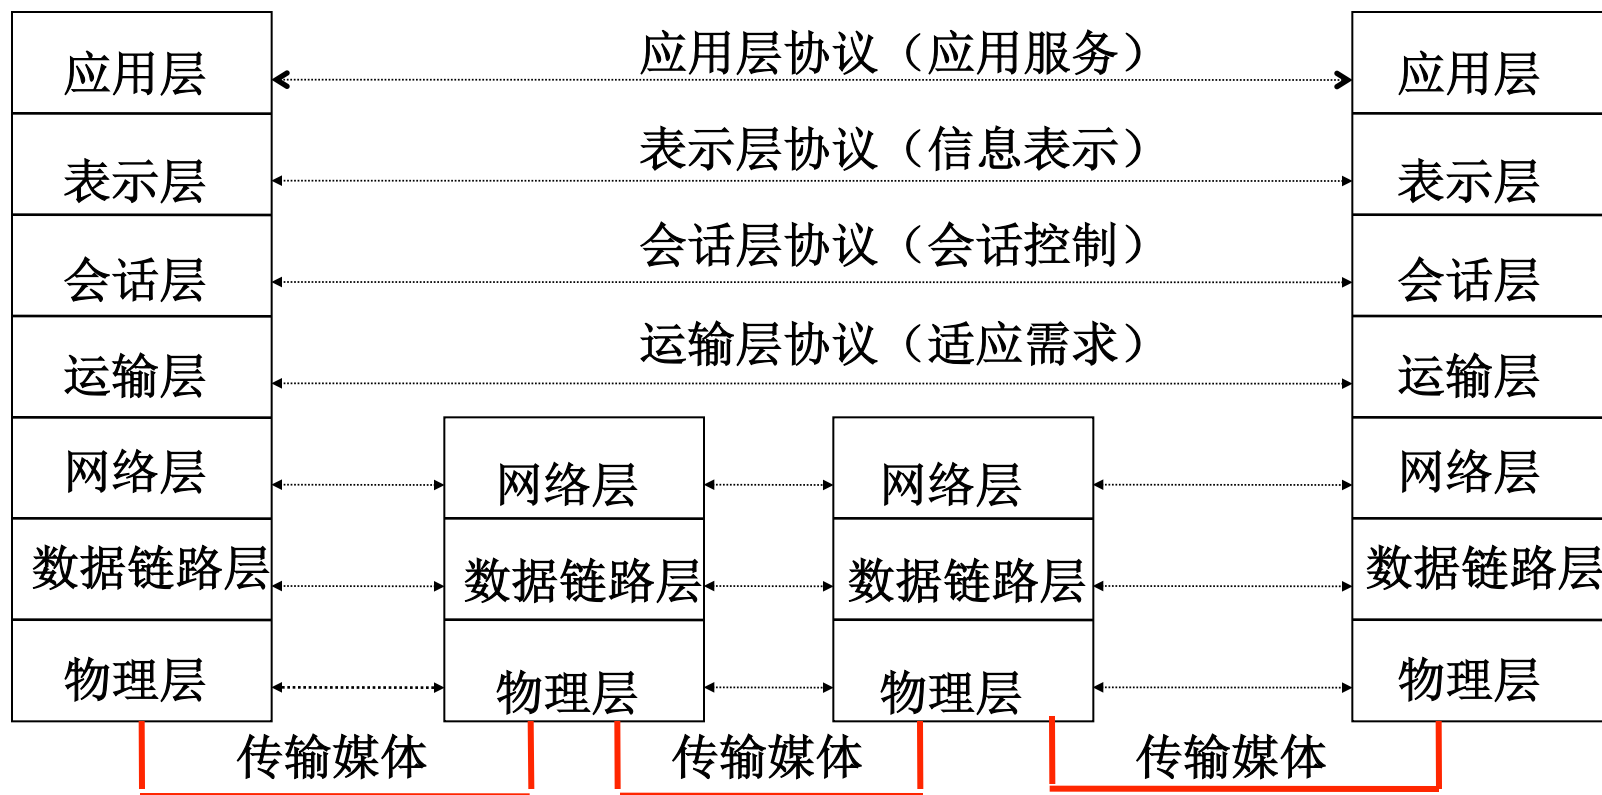 应用层 应用层协议（应用服务） 应用层
表示层 表示层协议（信息表示） 表示层
会话层 会话层协议（会话控制） 会话层
运输层 运输层协议（适应需求） 运输层
网络层 网络层 网络层 网络层
数据链路层 数据链路层 数据链路层 数据链路层
物理层 物理层 物理层 物理层
传输媒体 传输媒体 传输媒体